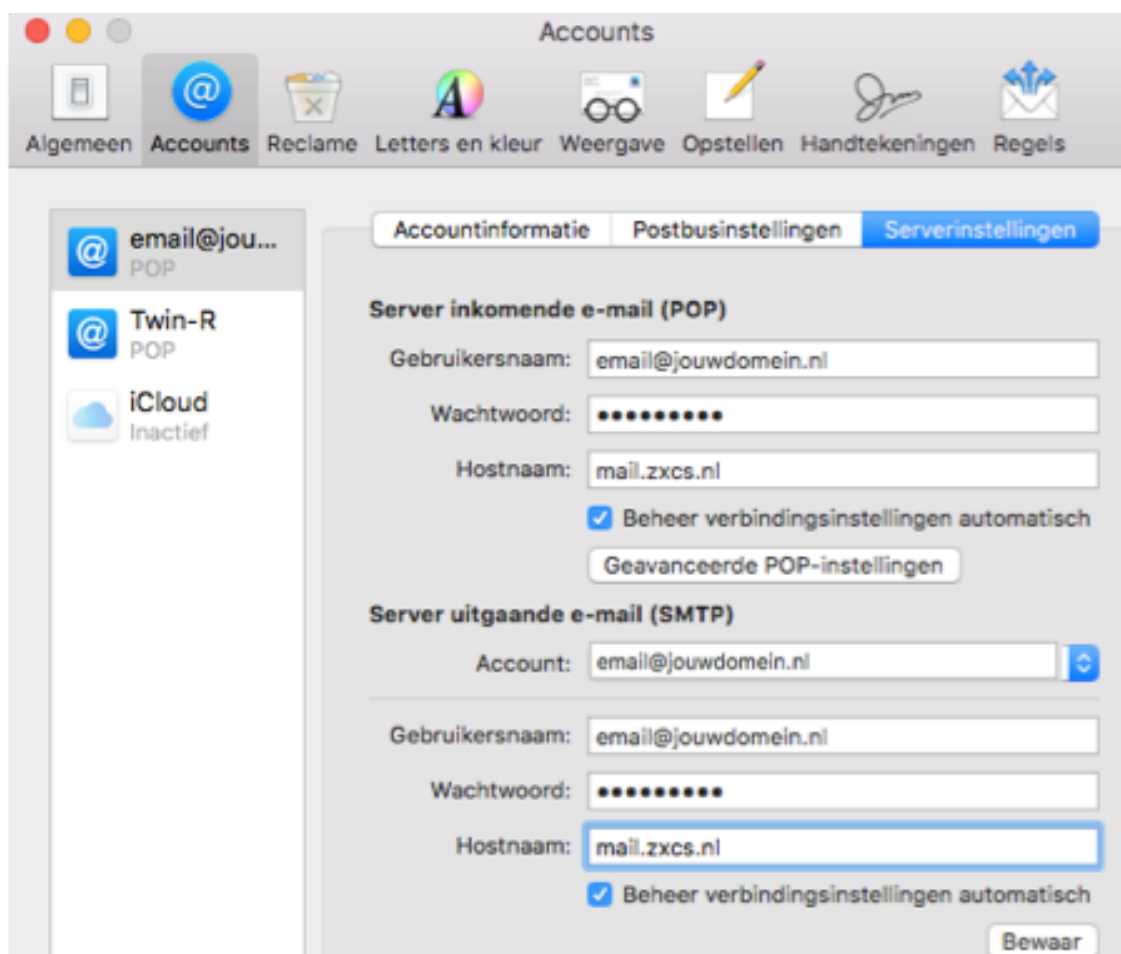 Accounts
Algemeen Accounts Reclame Letters en kleur Weergave Opstellen Handtekeningen Regels
email@jou...
POP
Twin-R
POP
iCloud
Inactief
Accountinformatie Postbusinstellingen Serverinstellingen
Server inkomende e-mail (POP)
Gebruikersnaam: email@jouwdomein.nl
Wachtwoord: •••••••••
Hostnaam: mail.zxcs.nl
Beheer verbindingsinstellingen automatisch
Geavanceerde POP-instellingen
Server uitgaande e-mail (SMTP)
Account: email@jouwdomein.nl
Gebruikersnaam: email@jouwdomein.nl
Wachtwoord: •••••••••
Hostnaam: mail.zxcs.nl
Beheer verbindingsinstellingen automatisch
Bewaar